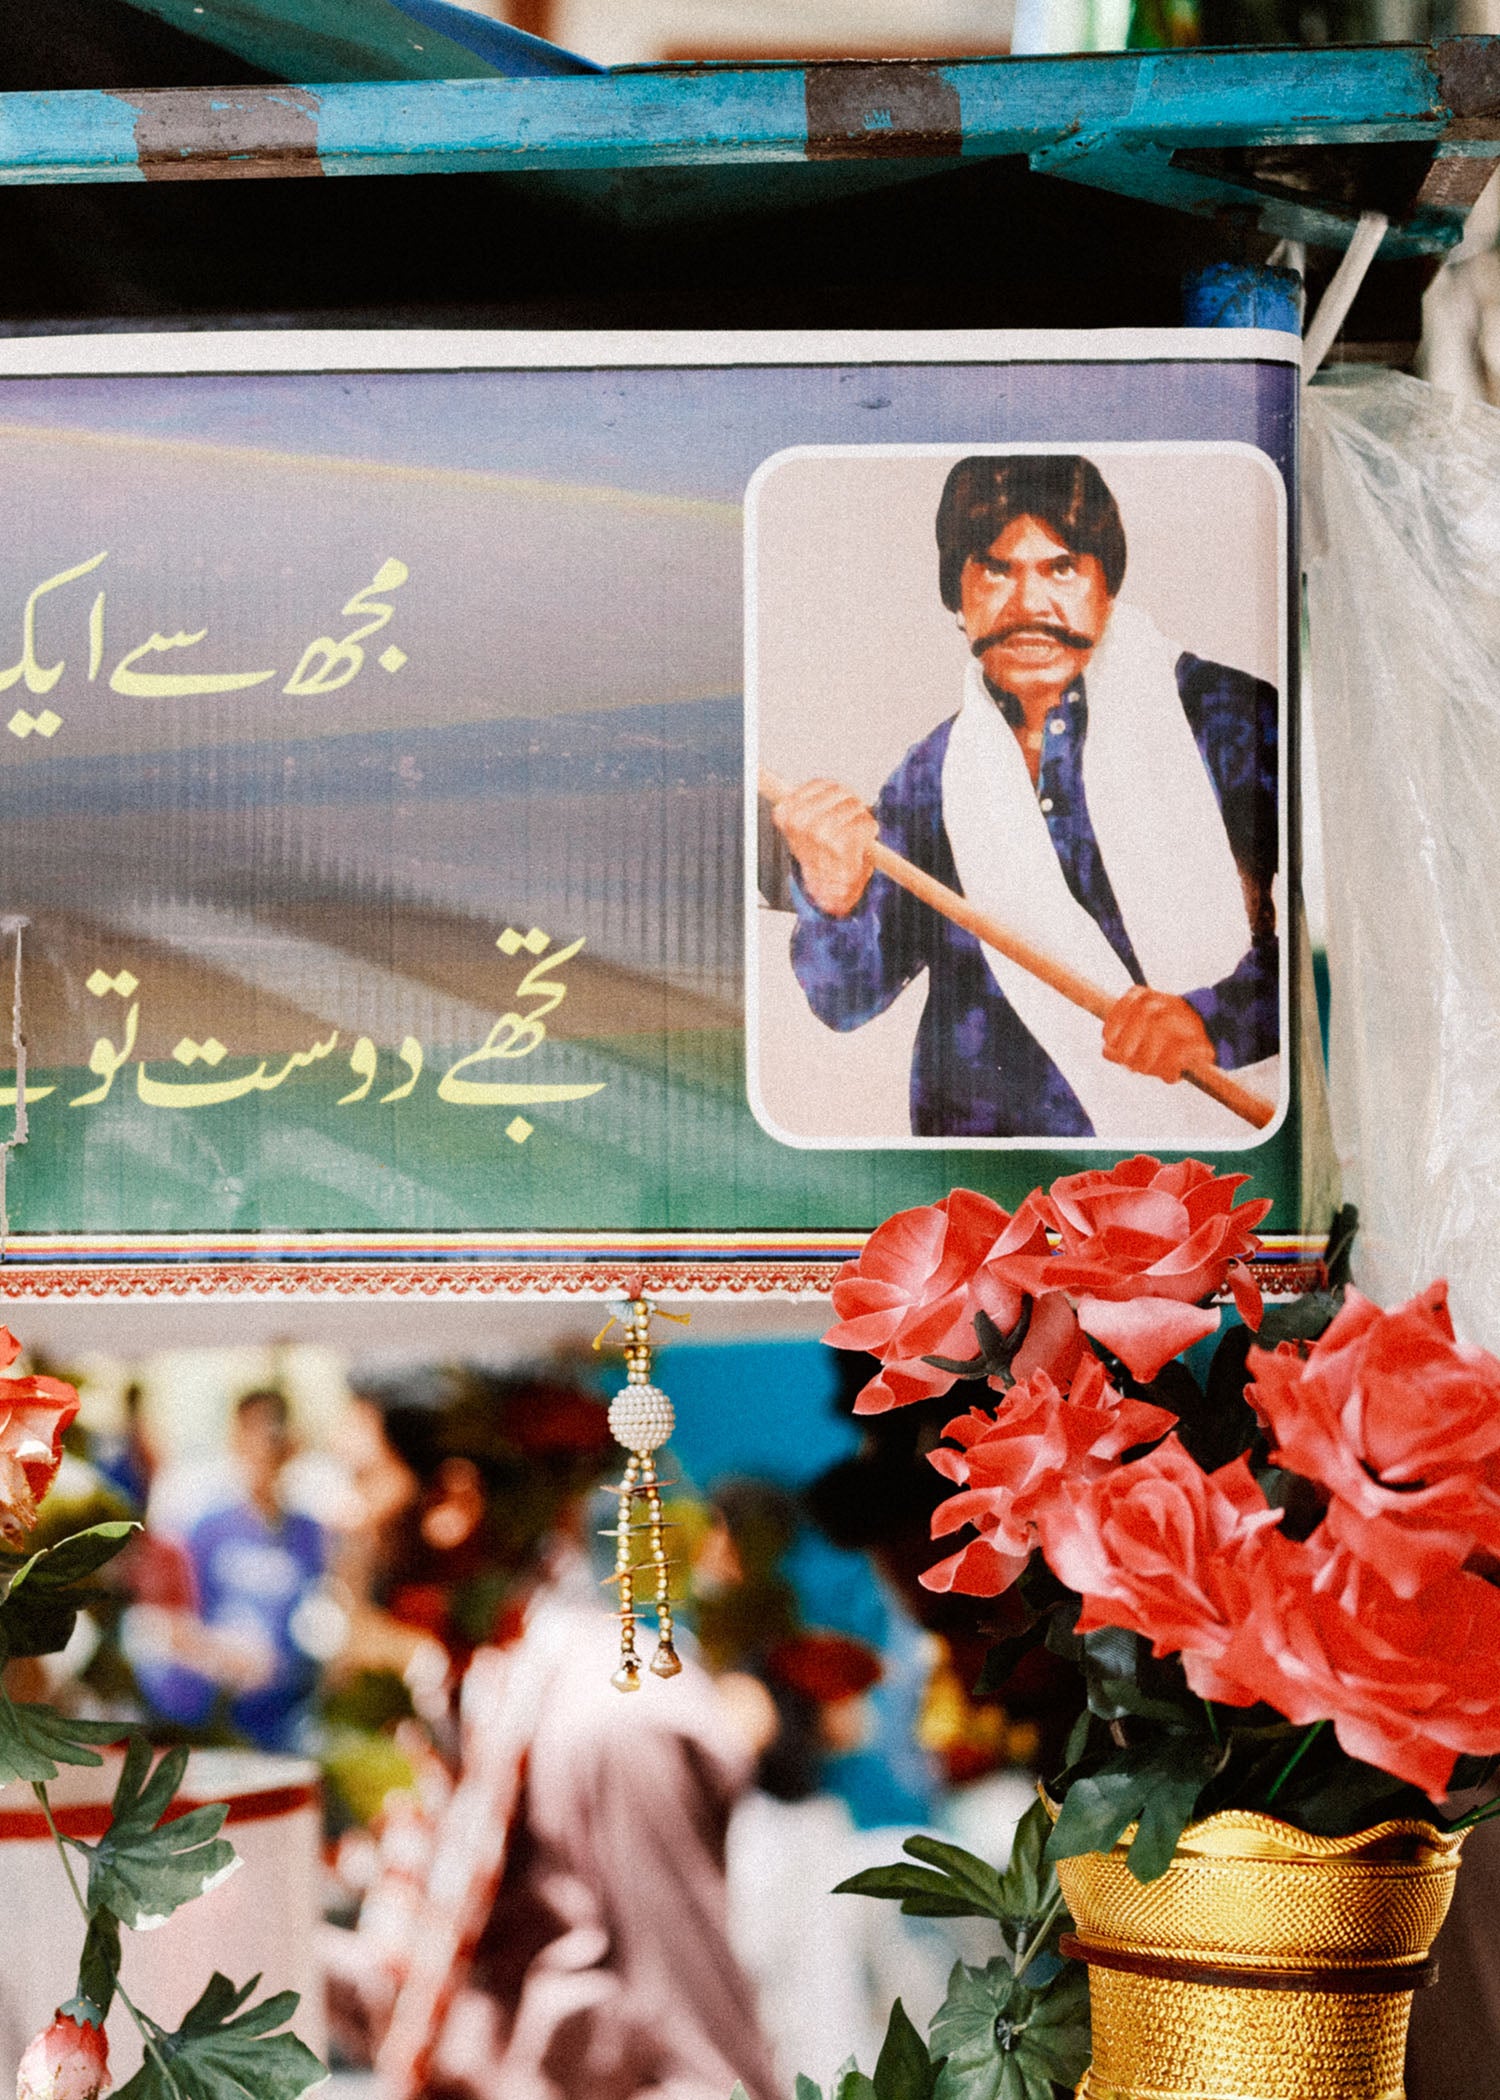 مجھ سے ایک
تجھے دوست تو